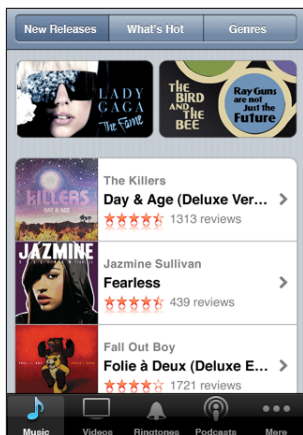 New Releases What's Hot Genres
LADY
GAGA
The Fame
THE
BIRD
AND
THE
BEE
Ray Guns
are not
Just the
Future
The Killers
Day & Age (Deluxe Ver...
1313 reviews
KiLLERS
DAY & AGE
Jazmine Sullivan
Fearless
439 reviews
JAZMINE
Fall Out Boy
Folie à Deux (Deluxe E...
1721 reviews
Music Videos Ringtones Podcasts More